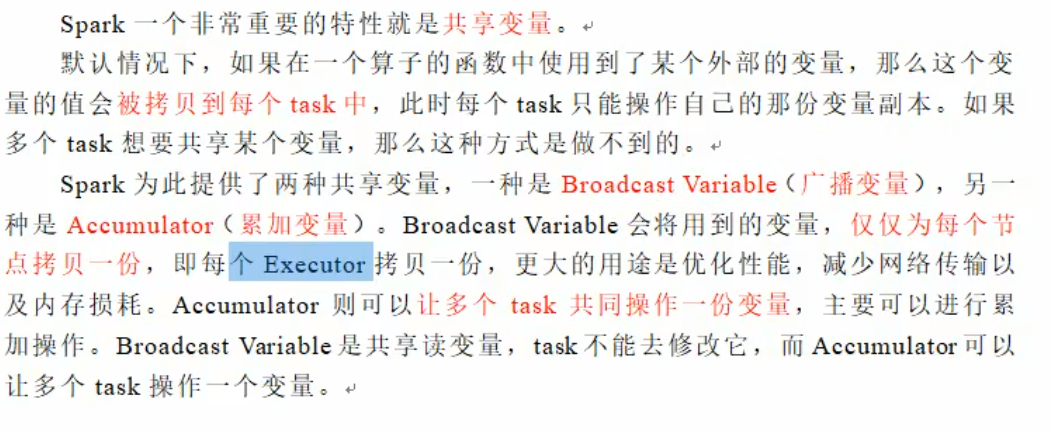 Spark 一个非常重要的特性就是共享变量。
默认情况下，如果在一个算子的函数中使用到了某个外部的变量，那么这个变
量的值会被拷贝到每个 task 中，此时每个 task 只能操作自己的那份变量副本。如果
多个 task 想要共享某个变量，那么这种方式是做不到的。
Spark 为此提供了两种共享变量，一种是 Broadcast Variable（广播变量），另一
种是 Accumulator（累加变量）。Broadcast Variable 会将用到的变量，仅仅为每个节
点拷贝一份，即每个 Executor 拷贝一份，更大的用途是优化性能，减少网络传输以
及内存损耗。Accumulator 则可以让多个 task 共同操作一份变量，主要可以进行累
加操作。Broadcast Variable 是共享读变量，task 不能去修改它，而 Accumulator 可以
让多个 task 操作一个变量。